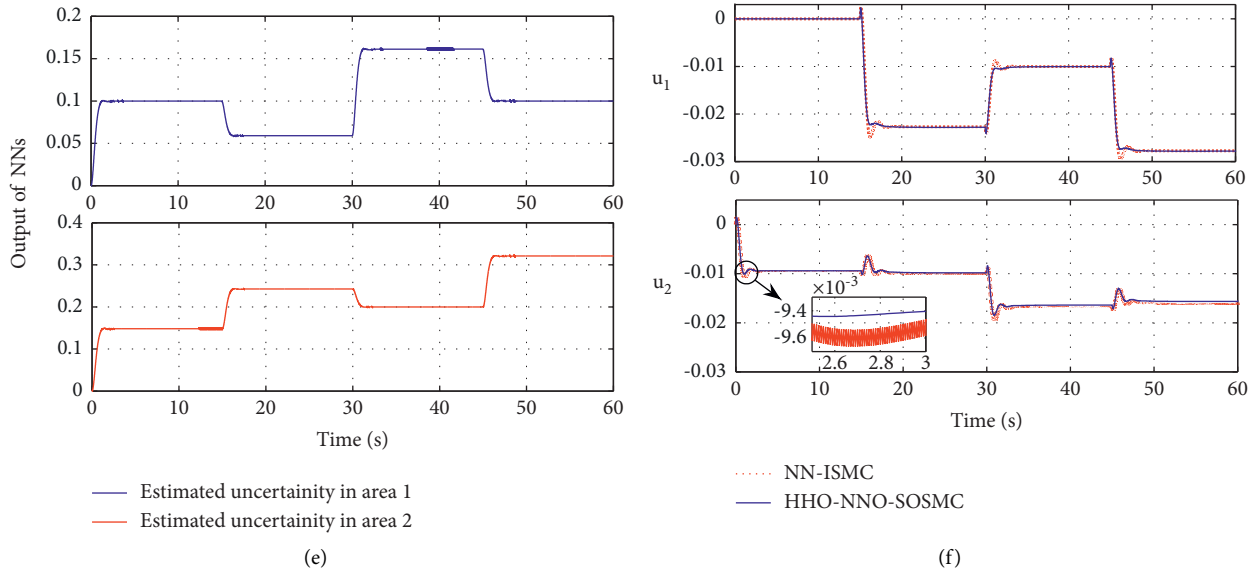 Output of NNs
0.2
0.15
0.1
0.05
0
0 10 20 30 40 50 60
0.4
0.3
0.2
0.1
0
0 10 20 30 40 50 60
Time (s)
Estimated uncertainity in area 1
Estimated uncertainity in area 2
(e)
u1
0
-0.01
-0.02
-0.03
0 10 20 30 40 50 60
u2
0
-0.01
-0.02
-0.03
×10-3
-9.4
-9.6
2.6 2.8 3
0 10 20 30 40 50 60
Time (s)
NN-ISMC
HHO-NNO-SOSMC
(f)